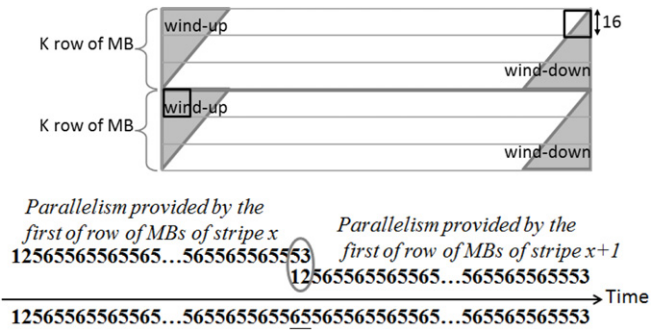 wind-up
16
K row of MB
wind-down
wind-up
K row of MB
wind-down
Parallelism provided by the
first of row of MBs of stripe x
12565565565565...565565565553
Parallelism provided by the
first of row of MBs of stripe x+1
12565565565565...565565565553
Time
12565565565565...565565565565565565565565...565565565553